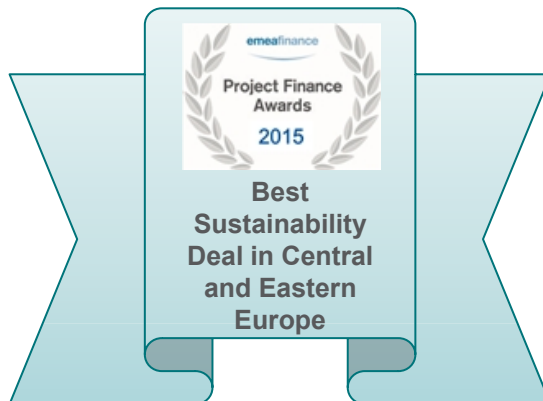 emeafinance
Project Finance
Awards
2015
Best
Sustainability
Deal in Central
and Eastern
Europe